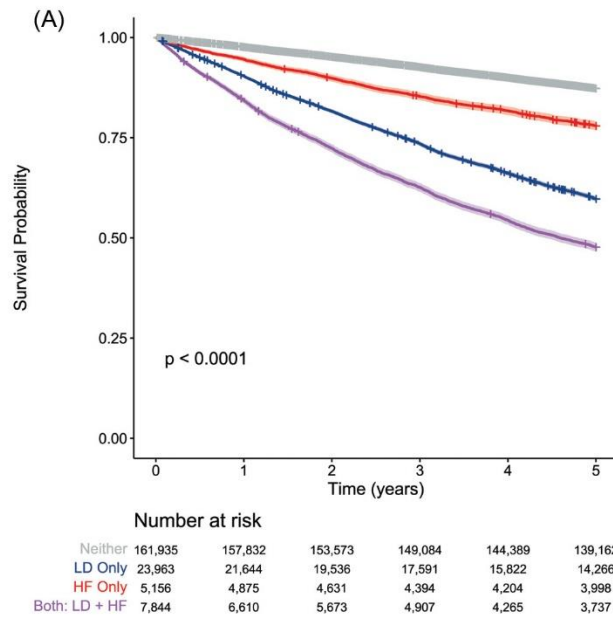 (A)
1.00
0.75
0.50
0.25
0.00
Survival Probability
p < 0.0001
0 1 2 3 4 5
Time (years)
Number at risk
Neither 161,935 157,832 153,573 149,084 144,389 139,162
LD Only 23,963 21,644 19,536 17,591 15,822 14,266
HF Only 5,156 4,875 4,631 4,394 4,204 3,998
Both: LD + HF 7,844 6,610 5,673 4,907 4,265 3,737